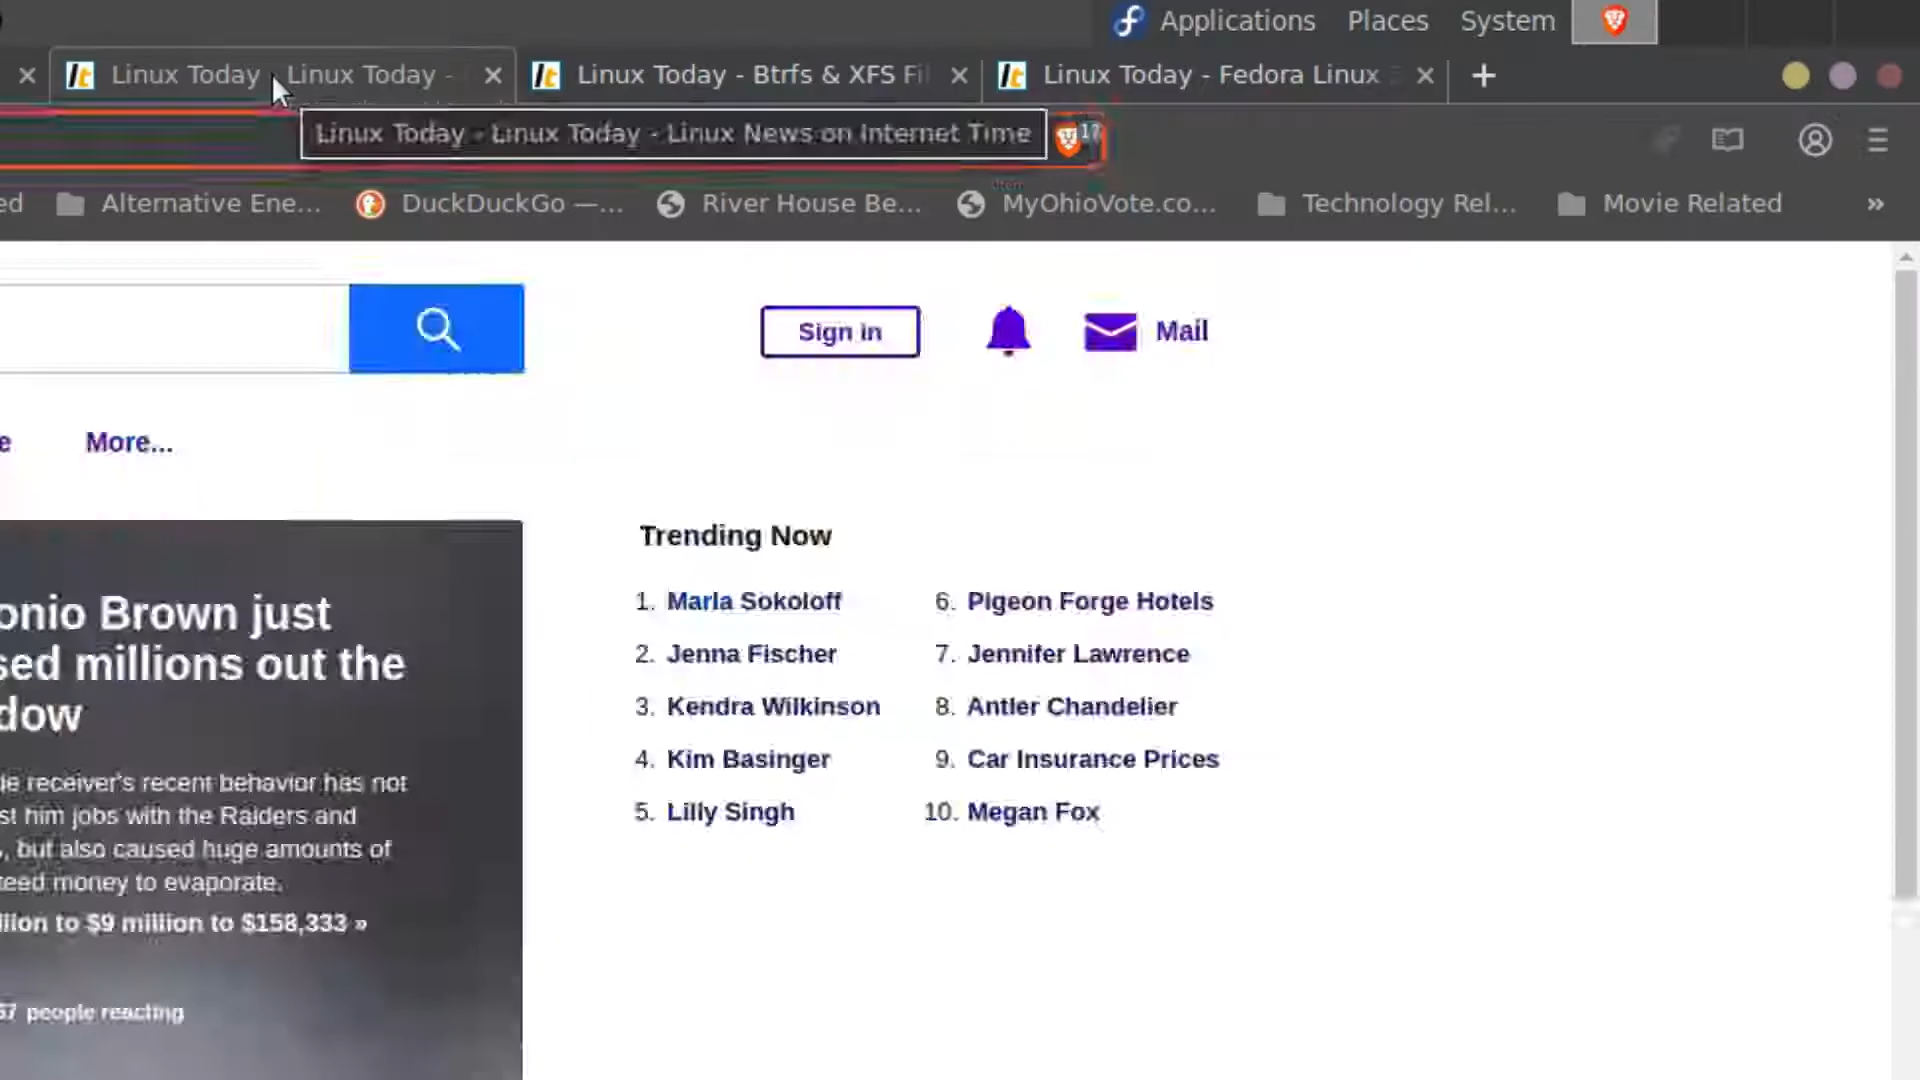 Applications Places System
Linux Today - Linux Today -
Linux Today - Btrfs & XFS Fil
Linux Today - Fedora Linux
Linux Today - Linux Today - Linux News on Internet Time
17
ed
Alternative Ene...
DuckDuckGo —...
River House Be...
MyOhioVote.co...
Technology Rel...
Movie Related
»
Sign in
Mail
e
More...
onio Brown just
sed millions out the
dow
de receiver's recent behavior has not
st him jobs with the Raiders and
, but also caused huge amounts of
teed money to evaporate.
illion to $9 million to $158,333 »
67 people reacting
Trending Now
1. Marla Sokoloff
2. Jenna Fischer
3. Kendra Wilkinson
4. Kim Basinger
5. Lilly Singh
6. Pigeon Forge Hotels
7. Jennifer Lawrence
8. Antler Chandelier
9. Car Insurance Prices
10. Megan Fox